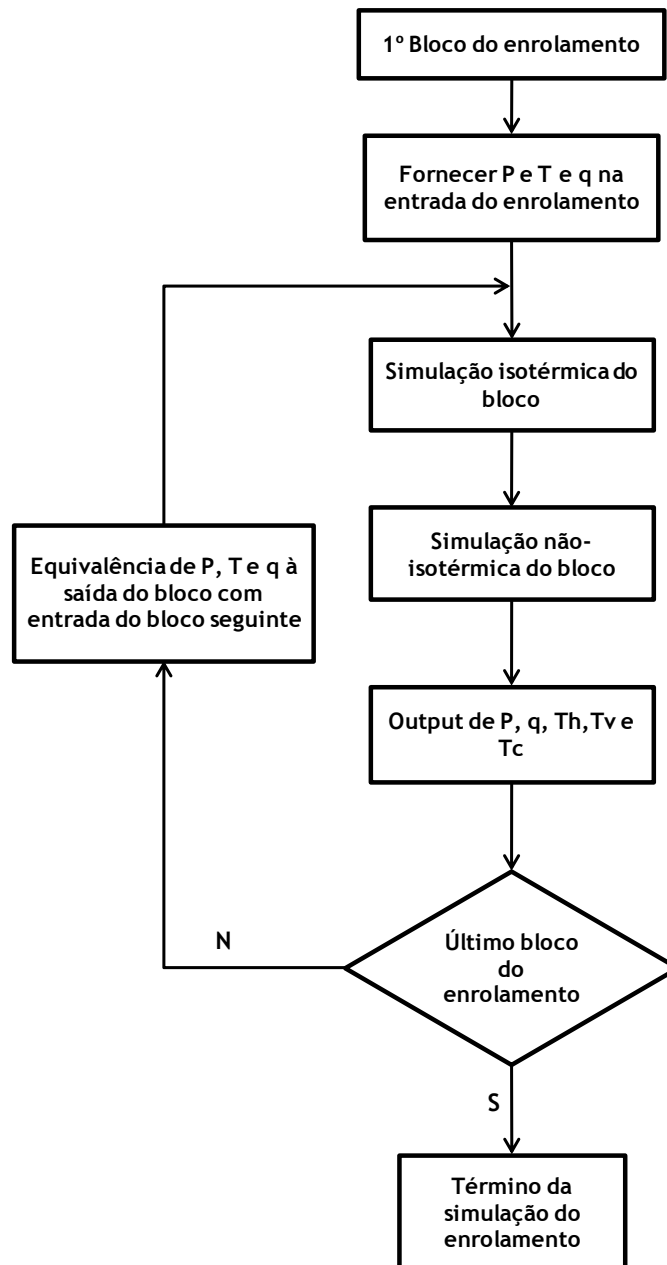 1º Bloco do enrolamento
Fornecer P e T e q na
entrada do enrolamento
Simulação isotérmica do
bloco
Simulação não-
isotérmica do bloco
Equivalência de P, T e q à
saída do bloco com
entrada do bloco seguinte
Output de P, q, Th,Tv e
Tc
N
Último bloco
do
enrolamento
S
Término da
simulação do
enrolamento